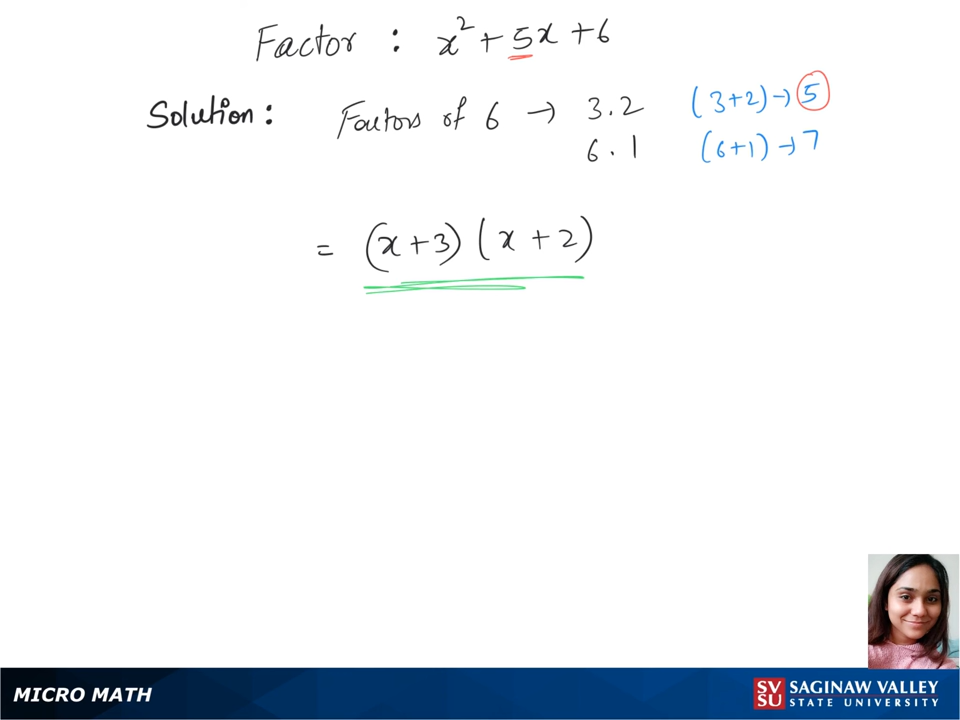 Factor : x² + 5x + 6
Solution : Factors of 6 → 3.2 (3+2) → 5
6.1 (6+1) → 7
= (x+3) (x+2)
MICRO MATH
SV SU SAGINAW VALLEY STATE UNIVERSITY